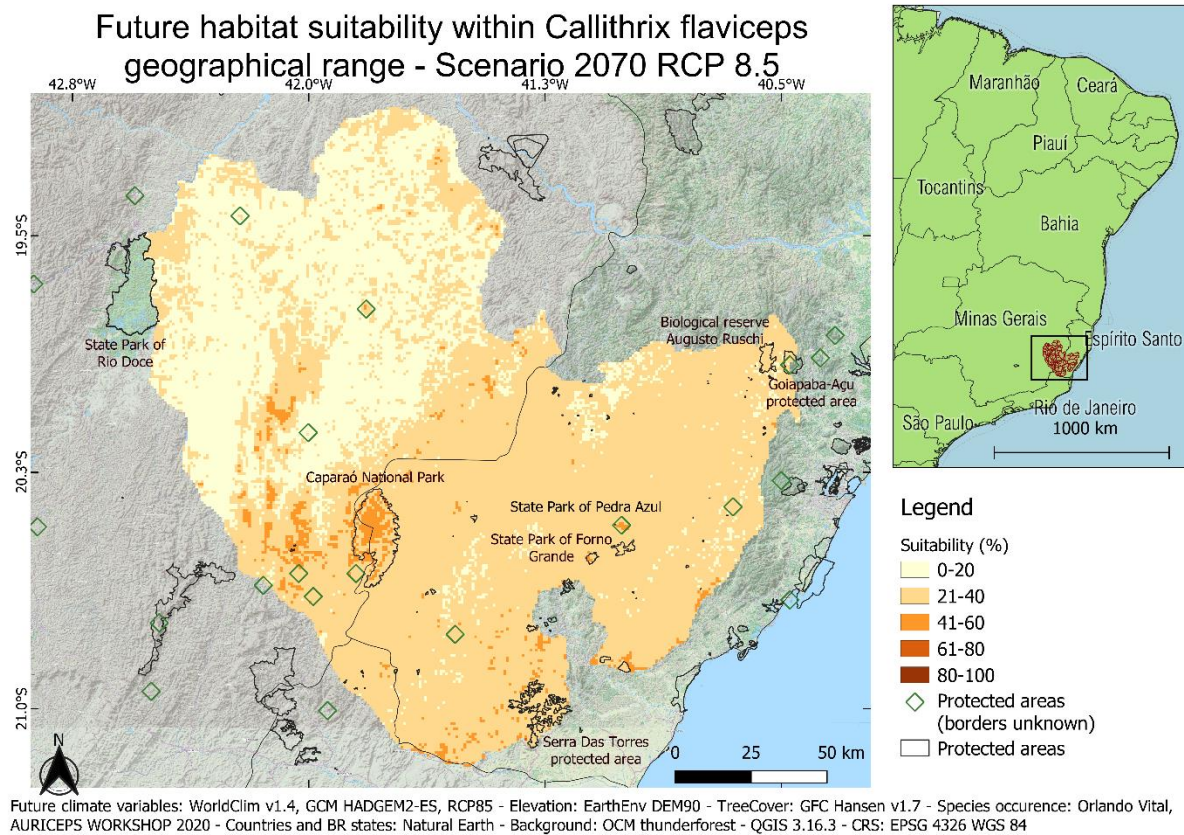 Future habitat suitability within Callithrix flaviceps
geographical range - Scenario 2070 RCP 8.5
42.8°W
42.0°W
41.3°W
40.5°W
19.5°S
20.3°S
21.0°S
State Park of
Rio Doce
Biological reserve
Augusto Ruschi
Goiapaba-Açu
protected area
Caparaó National Park
State Park of Pedra Azul
State Park of Forno
Grande
Serra Das Torres
protected area
N
0 25 50 km
Maranhão
Ceará
Piauí
Tocantins
Bahia
Minas Gerais
Espírito Santo
Rio de Janeiro
São Paulo
1000 km
Legend
Suitability (%)
0-20
21-40
41-60
61-80
80-100
Protected areas
(borders unknown)
Protected areas
Future climate variables: WorldClim v1.4, GCM HADGEM2-ES, RCP85 - Elevation: EarthEnv DEM90 - TreeCover: GFC Hansen v1.7 - Species occurence: Orlando Vital,
AURICEPS WORKSHOP 2020 - Countries and BR states: Natural Earth - Background: OCM thunderforest - QGIS 3.16.3 - CRS: EPSG 4326 WGS 84